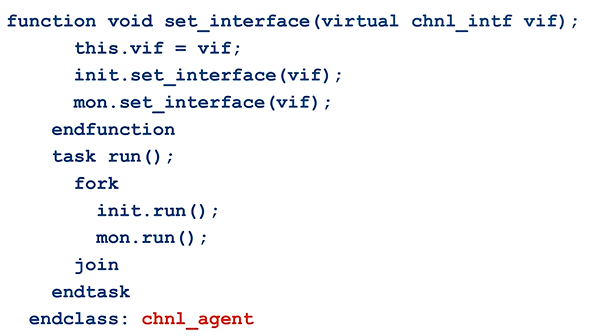 function void set_interface(virtual chnl_intf vif);
this.vif = vif;
init.set_interface(vif);
mon.set_interface(vif);
endfunction
task run();
fork
init.run();
mon.run();
join
endtask
endclass: chnl_agent